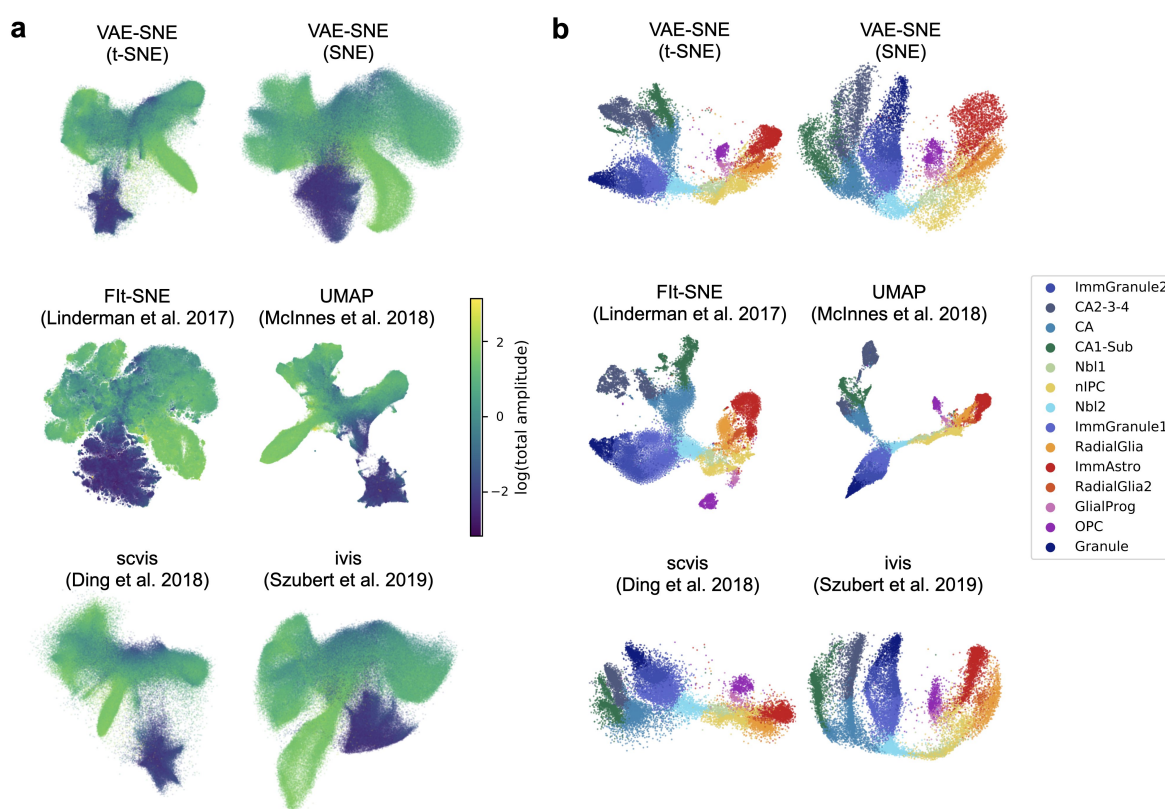 a
VAE-SNE
(t-SNE)
VAE-SNE
(SNE)
FIt-SNE
(Linderman et al. 2017)
UMAP
(McInnes et al. 2018)
2
0
−2
log(total amplitude)
scvis
(Ding et al. 2018)
ivis
(Szubert et al. 2019)
b
VAE-SNE
(t-SNE)
VAE-SNE
(SNE)
FIt-SNE
(Linderman et al. 2017)
UMAP
(McInnes et al. 2018)
scvis
(Ding et al. 2018)
ivis
(Szubert et al. 2019)
ImmGranule2
CA2-3-4
CA
CA1-Sub
Nbl1
nIPC
Nbl2
ImmGranule1
RadialGlia
ImmAstro
RadialGlia2
GlialProg
OPC
Granule